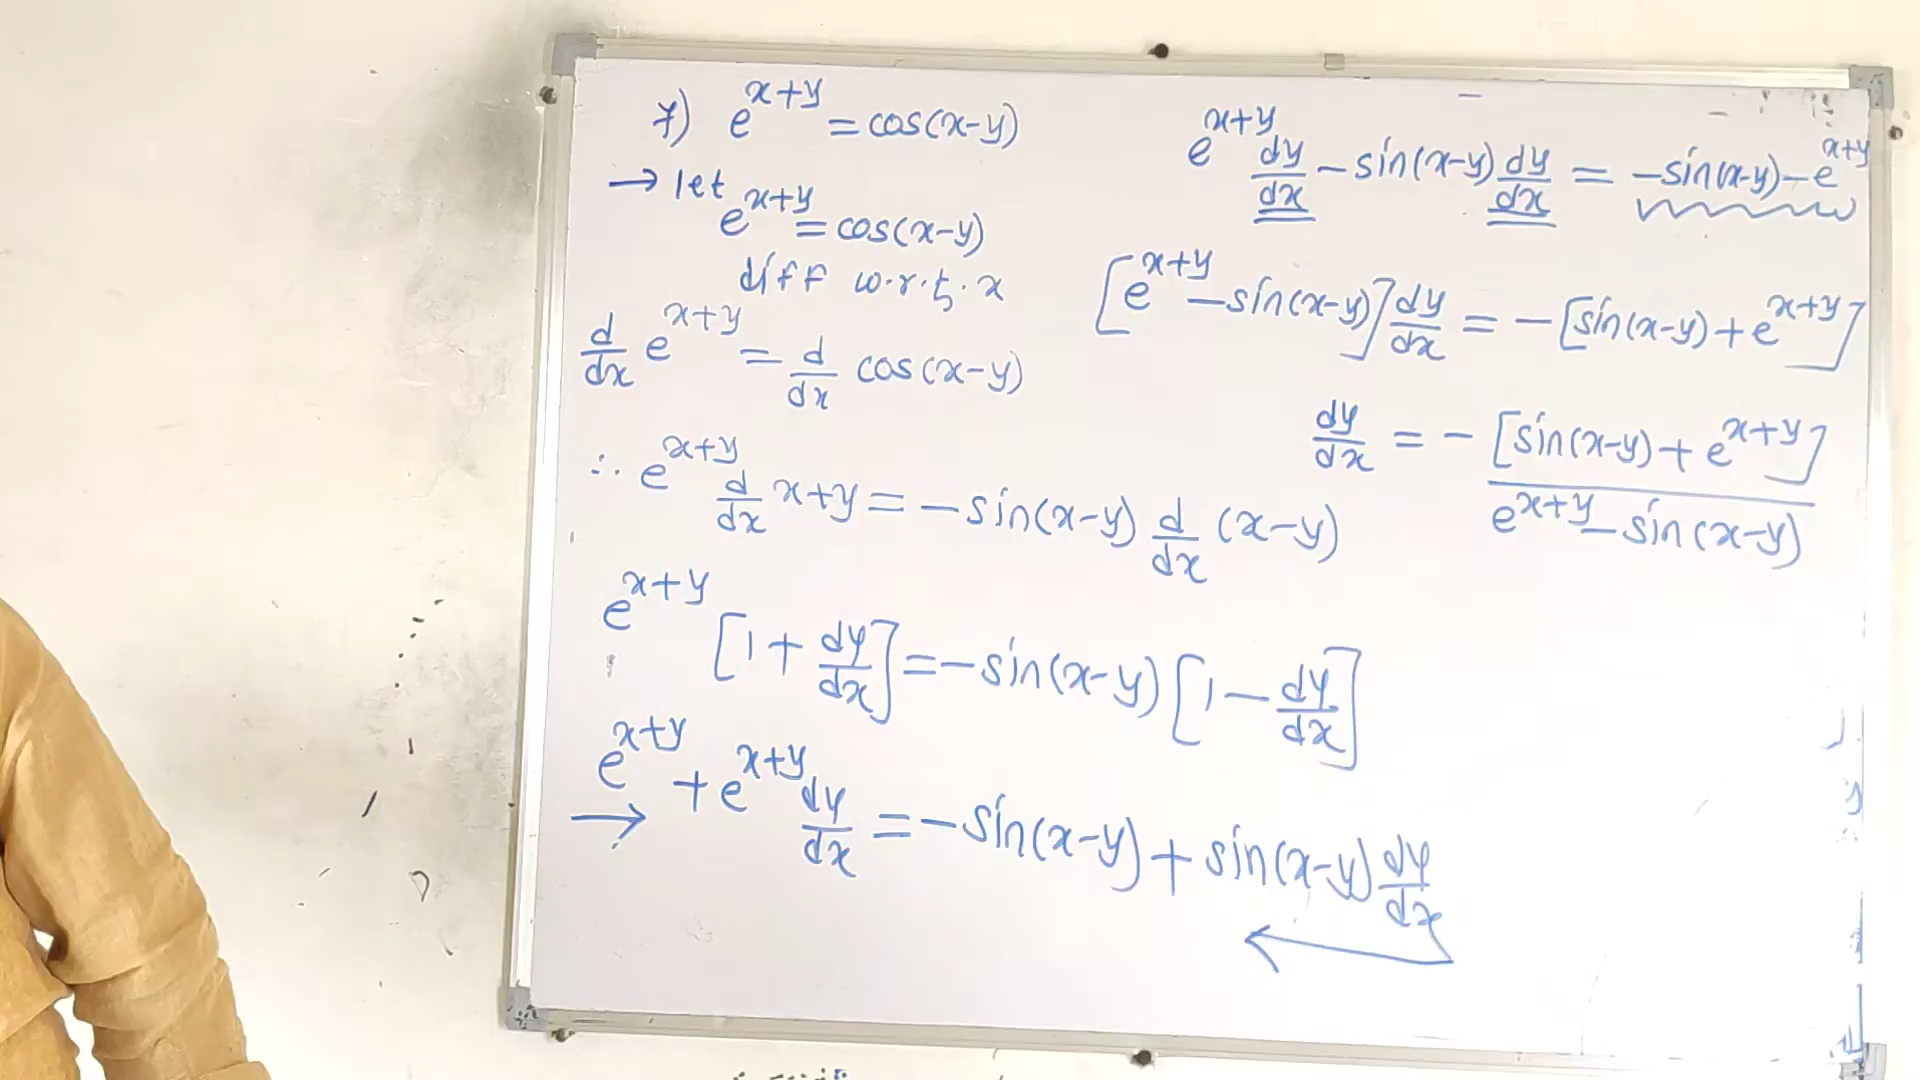 7) e^{x+y} = cos(x-y)
→ let
e^{x+y} = cos(x-y)
diff w.r.t. x
d/dx e^{x+y} = d/dx cos(x-y)
∴ e^{x+y} d/dx x+y = -sin(x-y) d/dx (x-y)
e^{x+y} [1 + dy/dx] = -sin(x-y) [1 - dy/dx]
→ e^{x+y} + e^{x+y} dy/dx = -sin(x-y) + sin(x-y) dy/dx
e^{x+y} dy/dx - sin(x-y) dy/dx = -sin(x-y) - e^{x+y}
[e^{x+y} - sin(x-y)] dy/dx = -[sin(x-y) + e^{x+y}]
dy/dx = - [sin(x-y) + e^{x+y}] / e^{x+y} - sin(x-y)